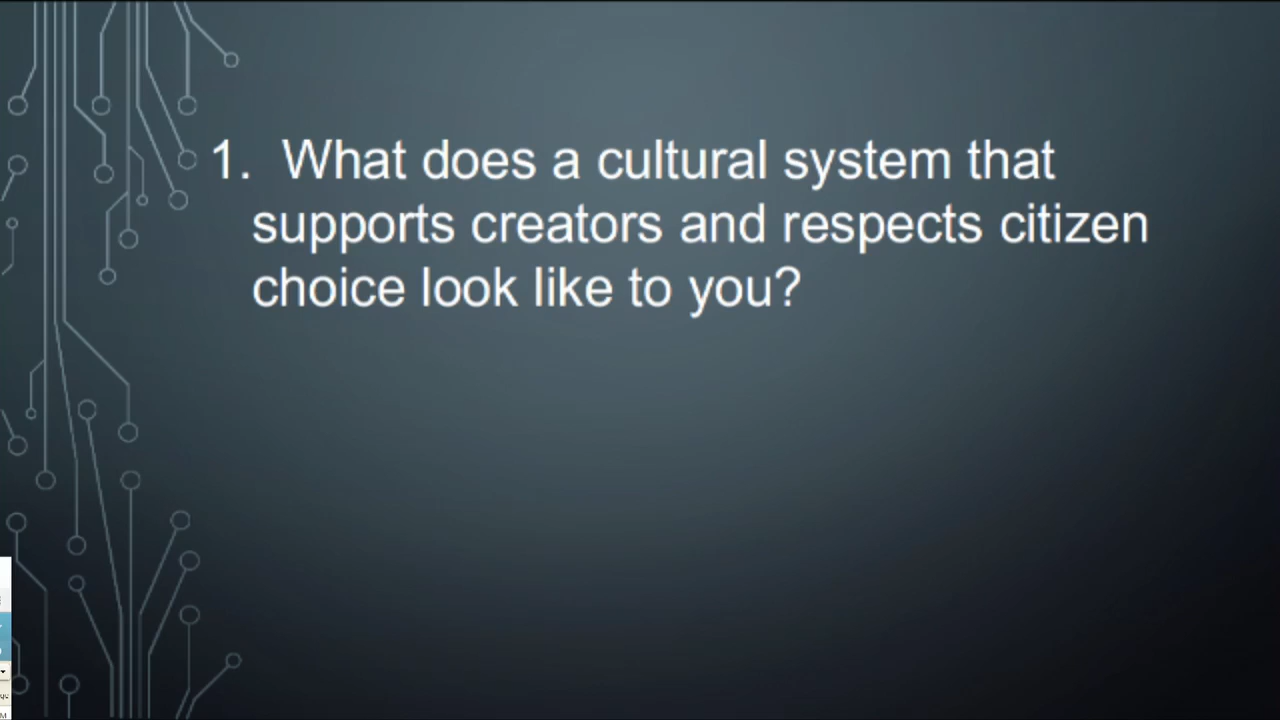 1. What does a cultural system that
supports creators and respects citizen
choice look like to you?